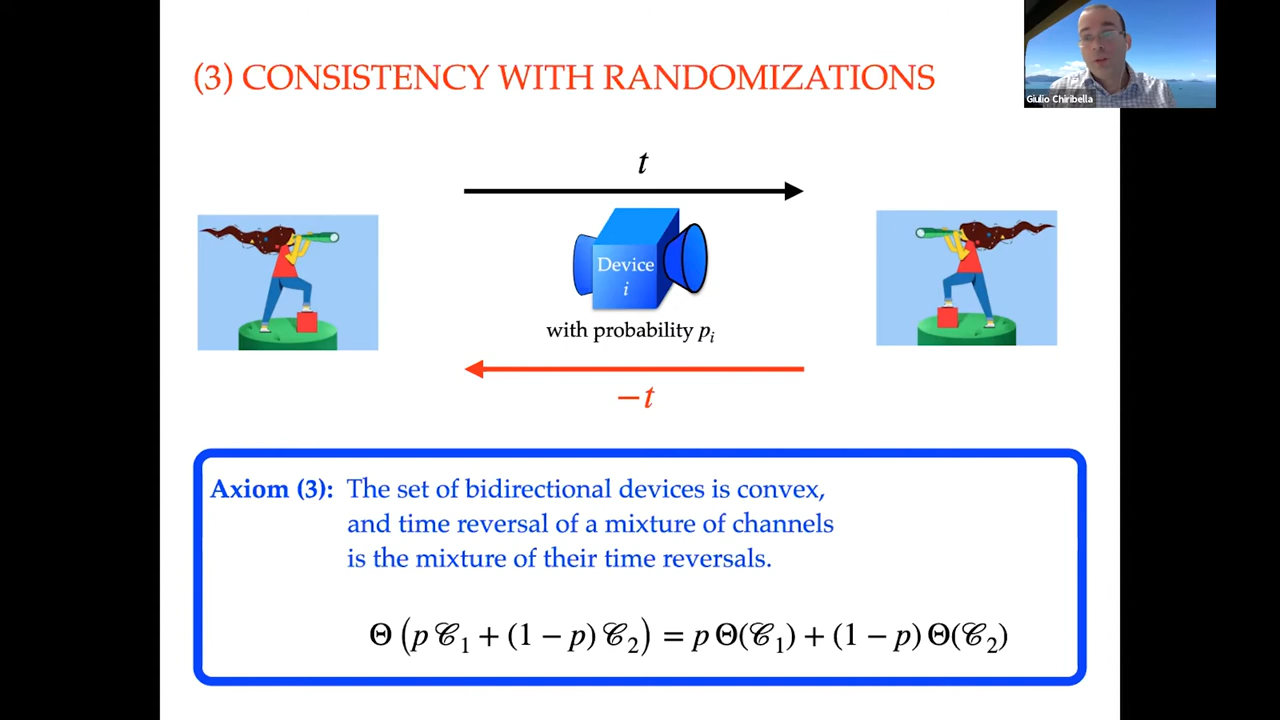 (3) CONSISTENCY WITH RANDOMIZATIONS
Giulio Chiribella
t
Device
i
with probability pᵢ
−t
Axiom (3): The set of bidirectional devices is convex,
and time reversal of a mixture of channels
is the mixture of their time reversals.
Θ (p 𝒞₁ + (1 − p) 𝒞₂) = p Θ(𝒞₁) + (1 − p) Θ(𝒞₂)